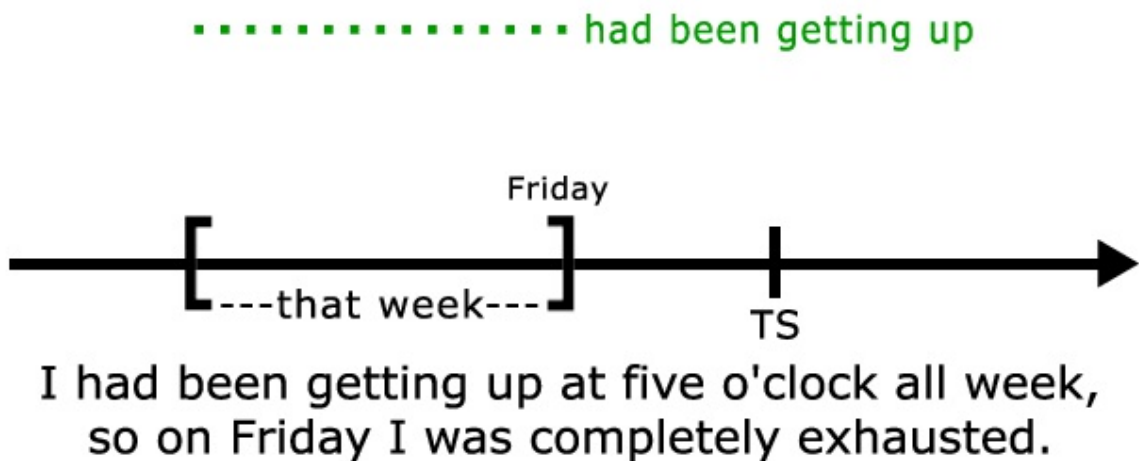 had been getting up
Friday
---that week---
TS
I had been getting up at five o'clock all week,
so on Friday I was completely exhausted.